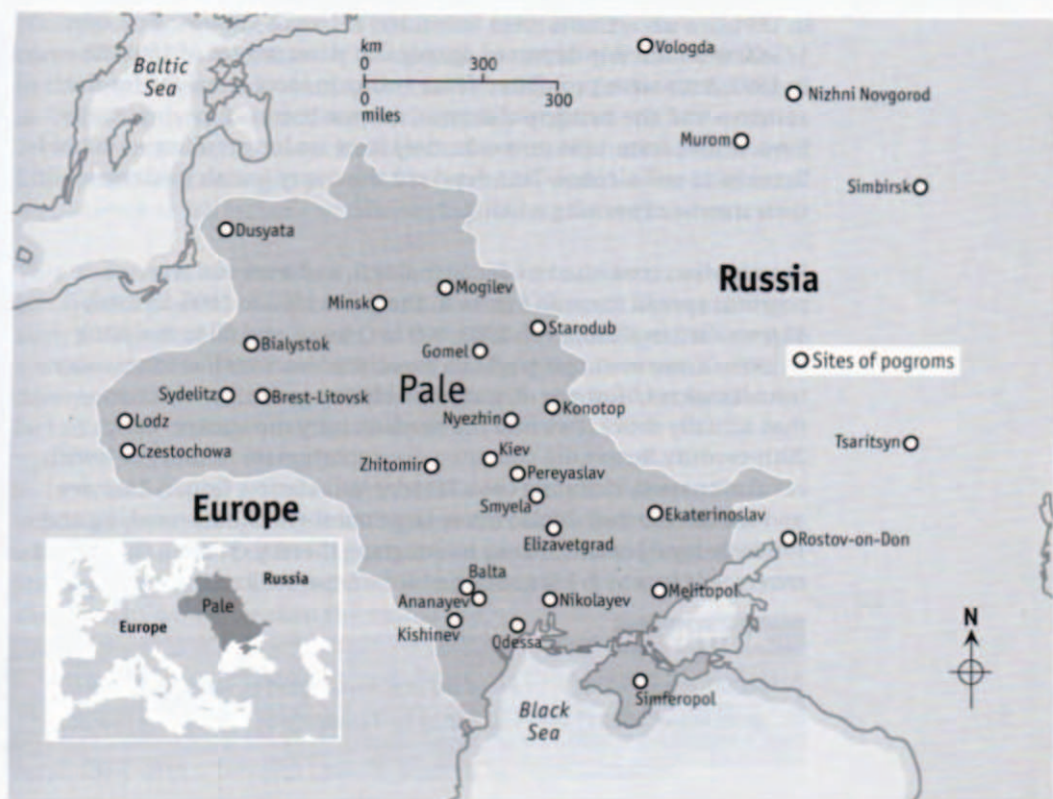 Baltic
Sea
km
300
300
miles
Vologda
Nizhni Novgorod
Murom
Simbirsk
Dusyata
Russia
Mogilev
Minsk
Starodub
Bialystok
Gomel
Sites of pogroms
Pale
Sydelitz
Brest-Litovsk
Konotop
Lodz
Nyezhin
Tsaritsyn
Czestochowa
Kiev
Zhitomir
Pereyaslav
Smyela
Europe
Ekaterinoslav
Elizavetgrad
Rostov-on-Don
Balta
Russia
Melitopol
Pale
Ananayev
Nikolayev
Europe
Kishinev
Odessa
N
Simferopol
Black
Sea